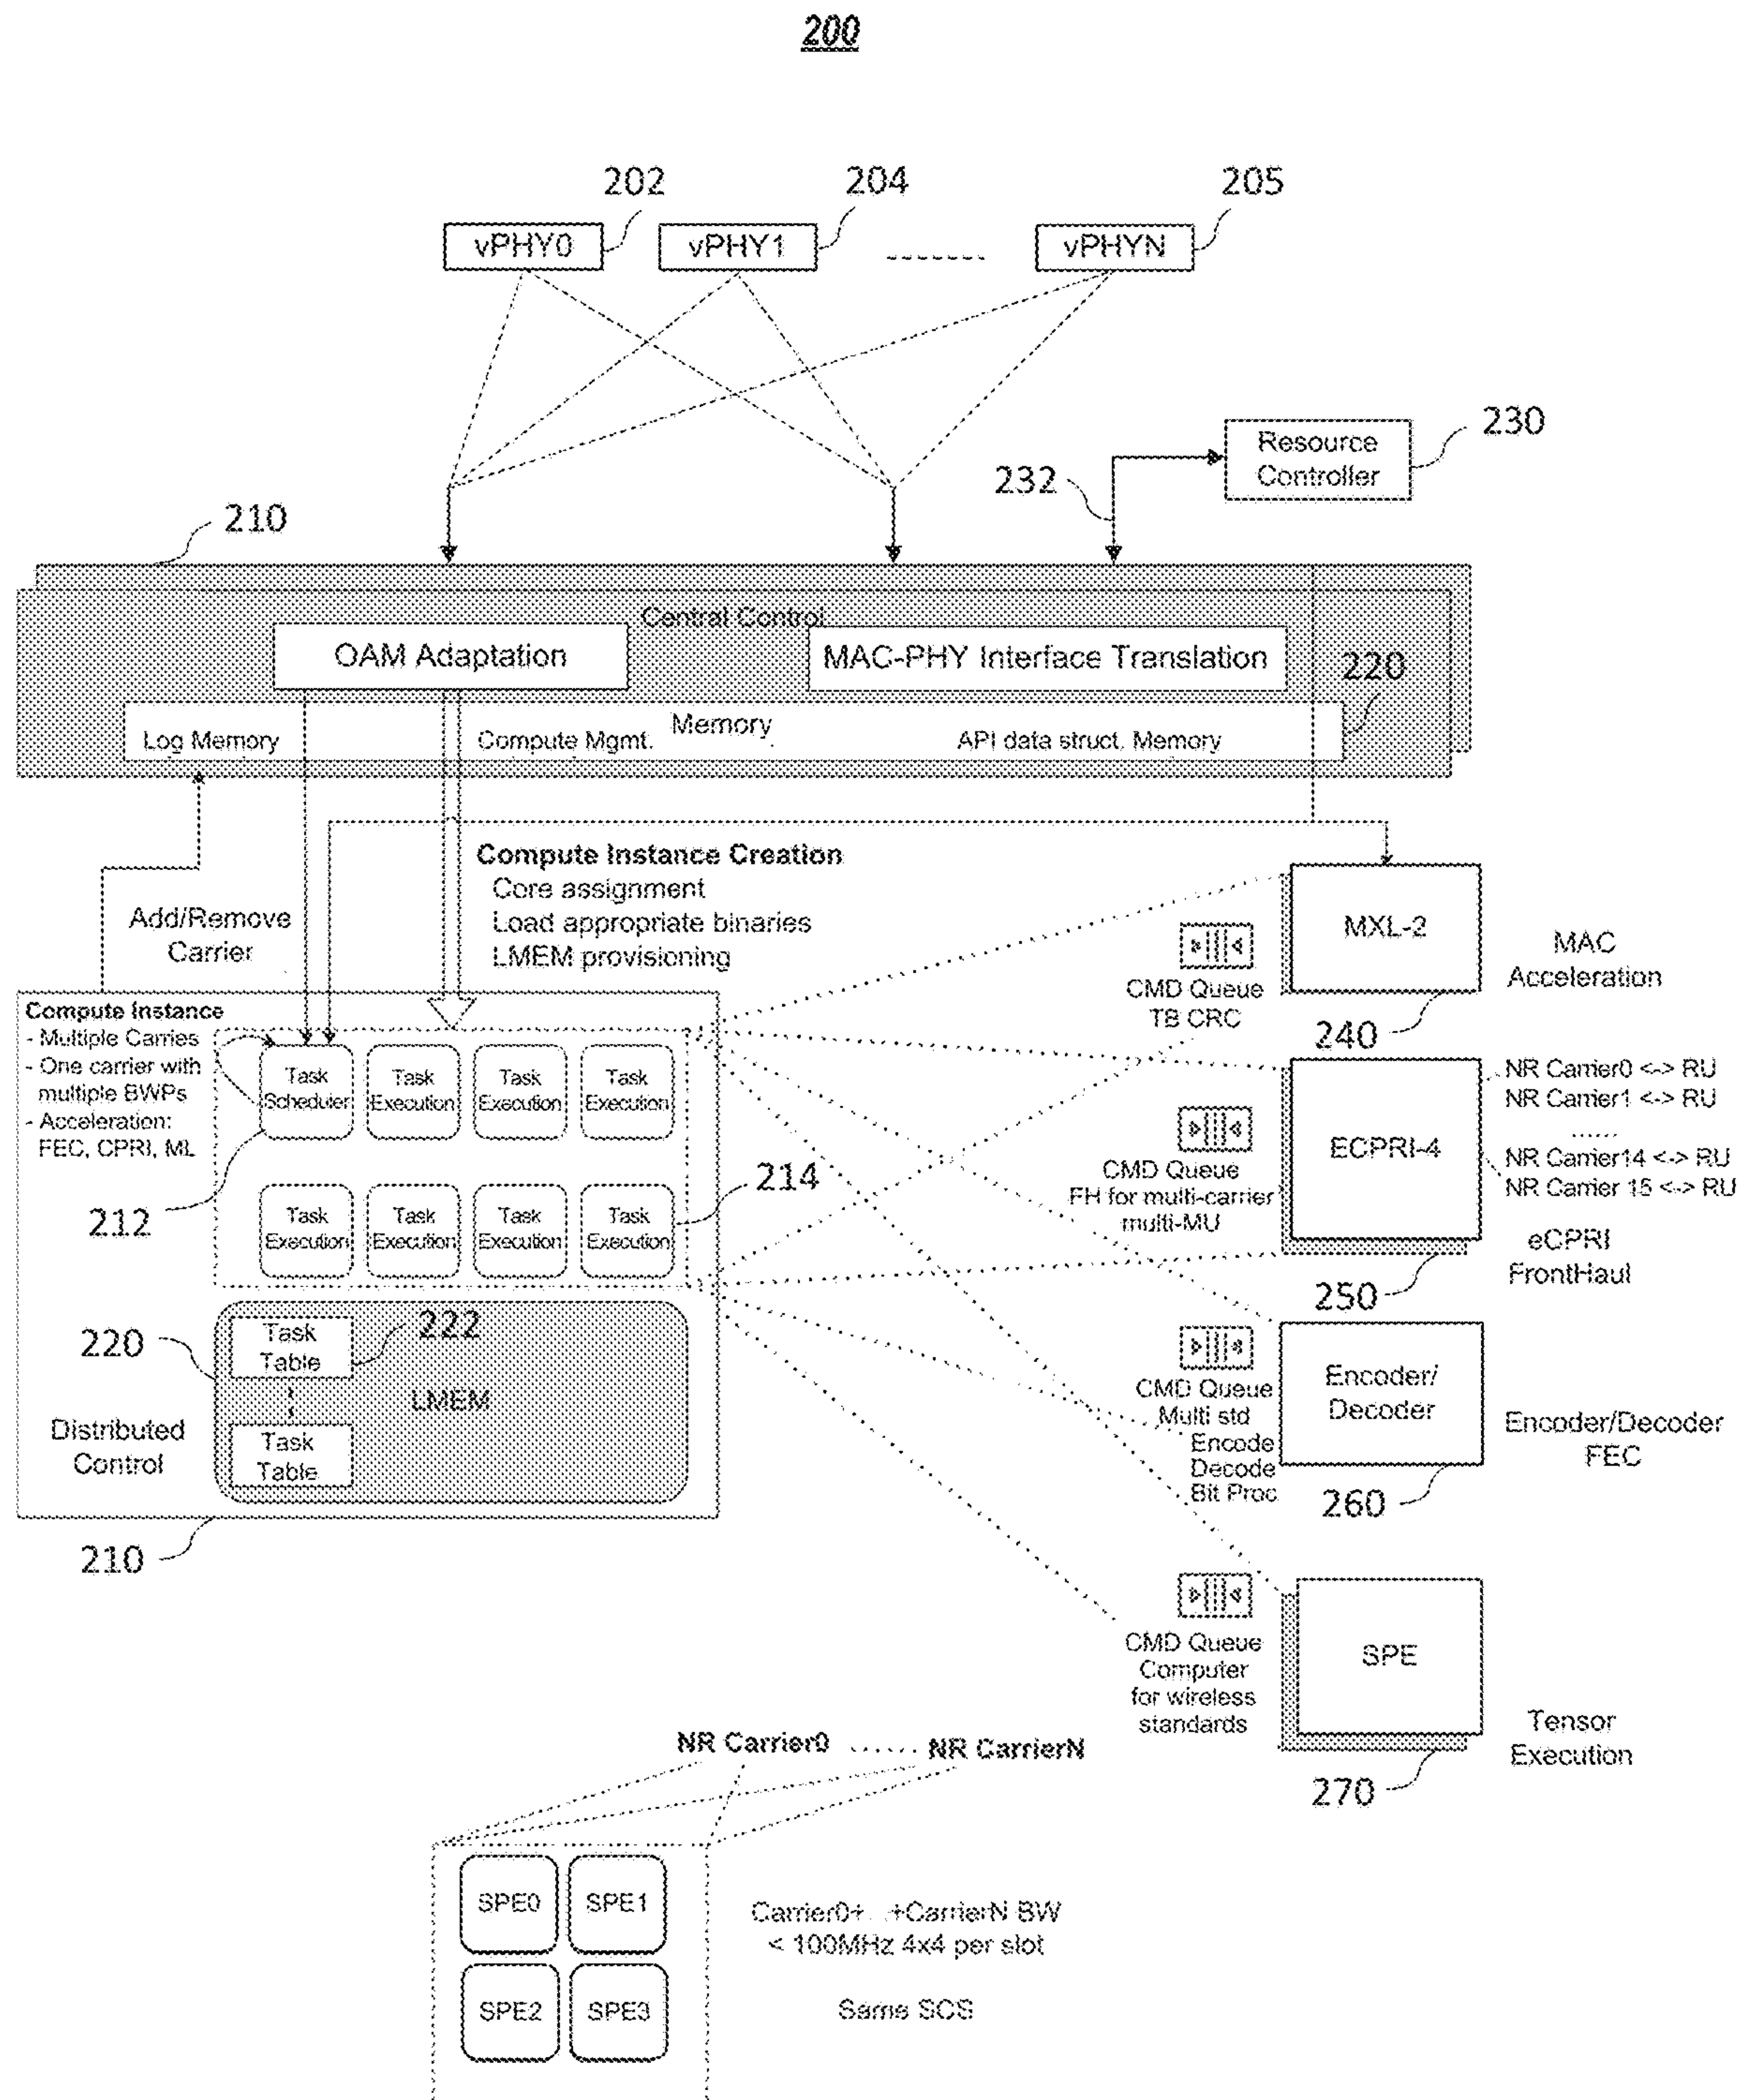 200
202
204
205
vPHY0
vPHY1
vPHYN
230
Resource
Controller
232
210
Central Control
OAM Adaptation
MAC-PHY Interface Translation
220
Memory
Log Memory
Compute Mgmt.
API data struct. Memory
Compute Instance Creation
Core assignment
Load appropriate binaries
LMEM provisioning
Add/Remove
Carrier
MXL-2
MAC
Acceleration
CMD Queue
TB CRC
240
Compute Instance
- Multiple Carries
- One carrier with
multiple BWPs
- Acceleration:
FEC, CPRI, ML
Task
Scheduler
Task
Execution
Task
Execution
Task
Execution
212
Task
Execution
Task
Execution
Task
Execution
Task
Execution
214
ECPRI-4
NR Carrier0 <-> RU
NR Carrier1 <-> RU
......
NR Carrier14 <-> RU
NR Carrier 15 <-> RU
CMD Queue
FH for multi-carrier
multi-MU
eCPRI
FrontHaul
250
220
Task
Table
222
LMEM
Task
Table
Distributed
Control
210
CMD Queue
Multi std
Encode
Decode
Bit Proc
Encoder/
Decoder
Encoder/Decoder
FEC
260
CMD Queue
Computer
for wireless
standards
SPE
Tensor
Execution
270
NR Carrier0 ...... NR CarrierN
SPE0
SPE1
SPE2
SPE3
Carrier0+...+CarrierN BW
< 100MHz 4x4 per slot
Same SCS